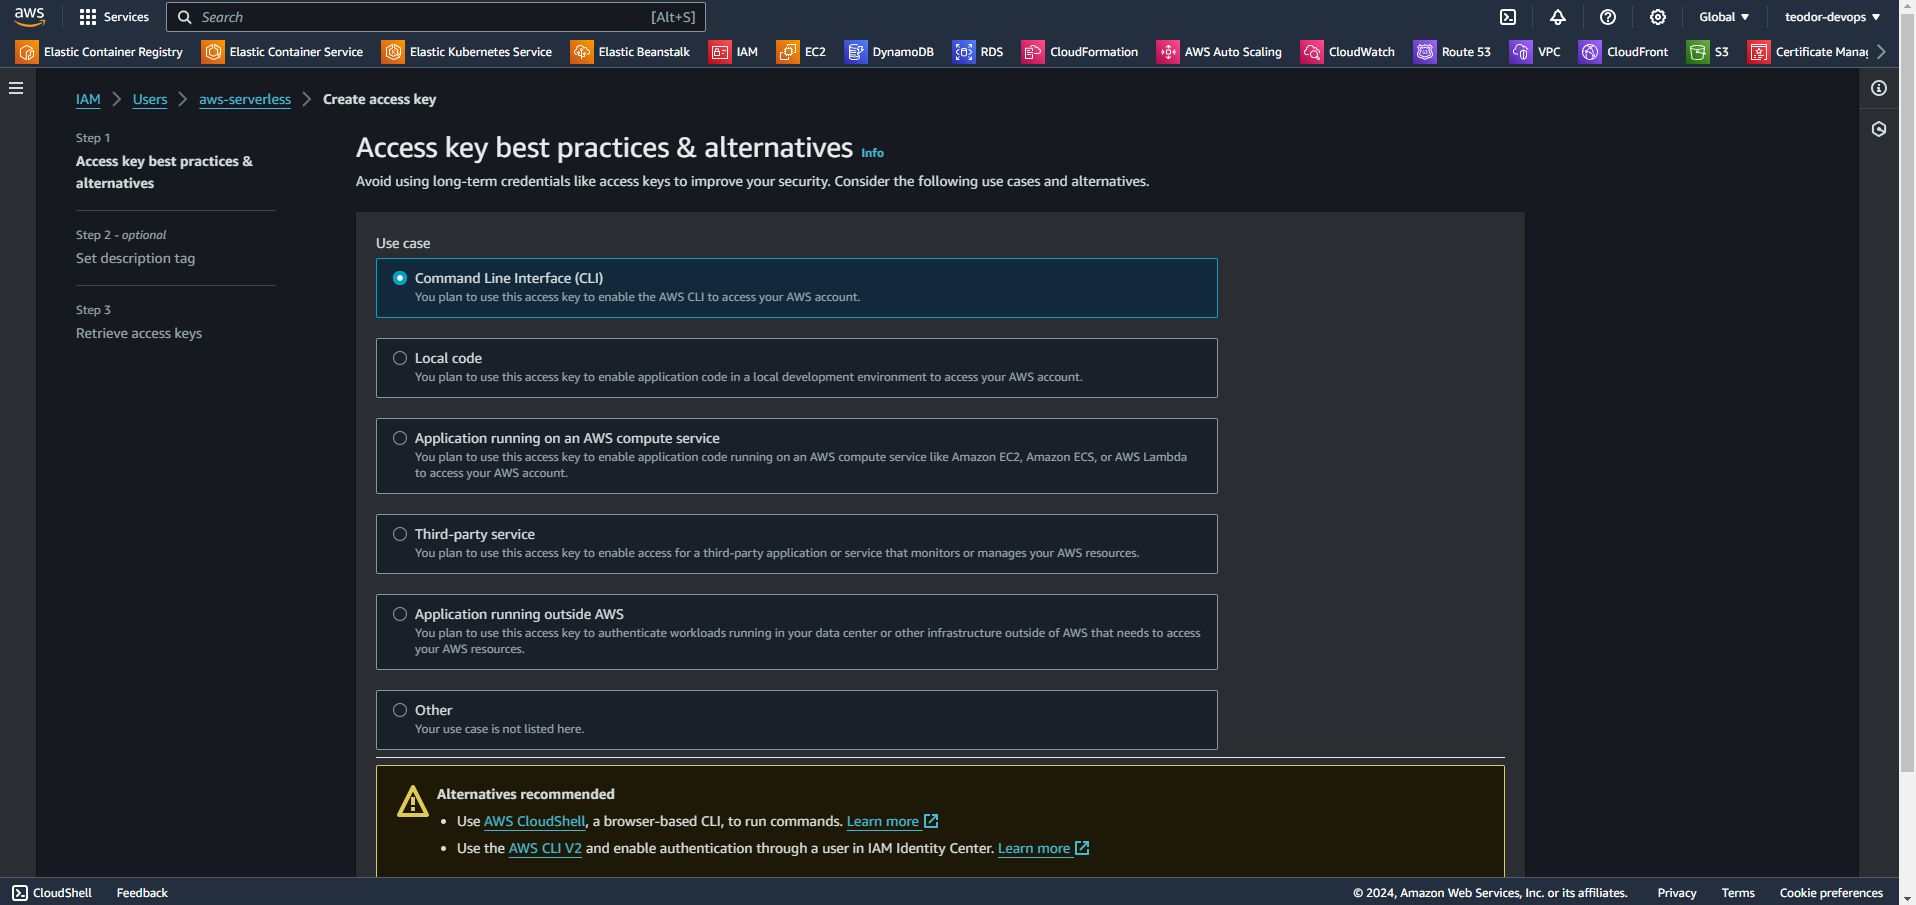 aws
Services
Search
[Alt+S]
Global
teodor-devops
Elastic Container Registry
Elastic Container Service
Elastic Kubernetes Service
Elastic Beanstalk
IAM
EC2
DynamoDB
RDS
CloudFormation
AWS Auto Scaling
CloudWatch
Route 53
VPC
CloudFront
S3
Certificate Manag
IAM
Users
aws-serverless
Create access key
Step 1
Access key best practices &
alternatives
Step 2 - optional
Set description tag
Step 3
Retrieve access keys
Access key best practices & alternatives Info
Avoid using long-term credentials like access keys to improve your security. Consider the following use cases and alternatives.
Use case
Command Line Interface (CLI)
You plan to use this access key to enable the AWS CLI to access your AWS account.
Local code
You plan to use this access key to enable application code in a local development environment to access your AWS account.
Application running on an AWS compute service
You plan to use this access key to enable application code running on an AWS compute service like Amazon EC2, Amazon ECS, or AWS Lambda
to access your AWS account.
Third-party service
You plan to use this access key to enable access for a third-party application or service that monitors or manages your AWS resources.
Application running outside AWS
You plan to use this access key to authenticate workloads running in your data center or other infrastructure outside of AWS that needs to access
your AWS resources.
Other
Your use case is not listed here.
Alternatives recommended
• Use AWS CloudShell, a browser-based CLI, to run commands. Learn more
• Use the AWS CLI V2 and enable authentication through a user in IAM Identity Center. Learn more
CloudShell
Feedback
© 2024, Amazon Web Services, Inc. or its affiliates.
Privacy
Terms
Cookie preferences